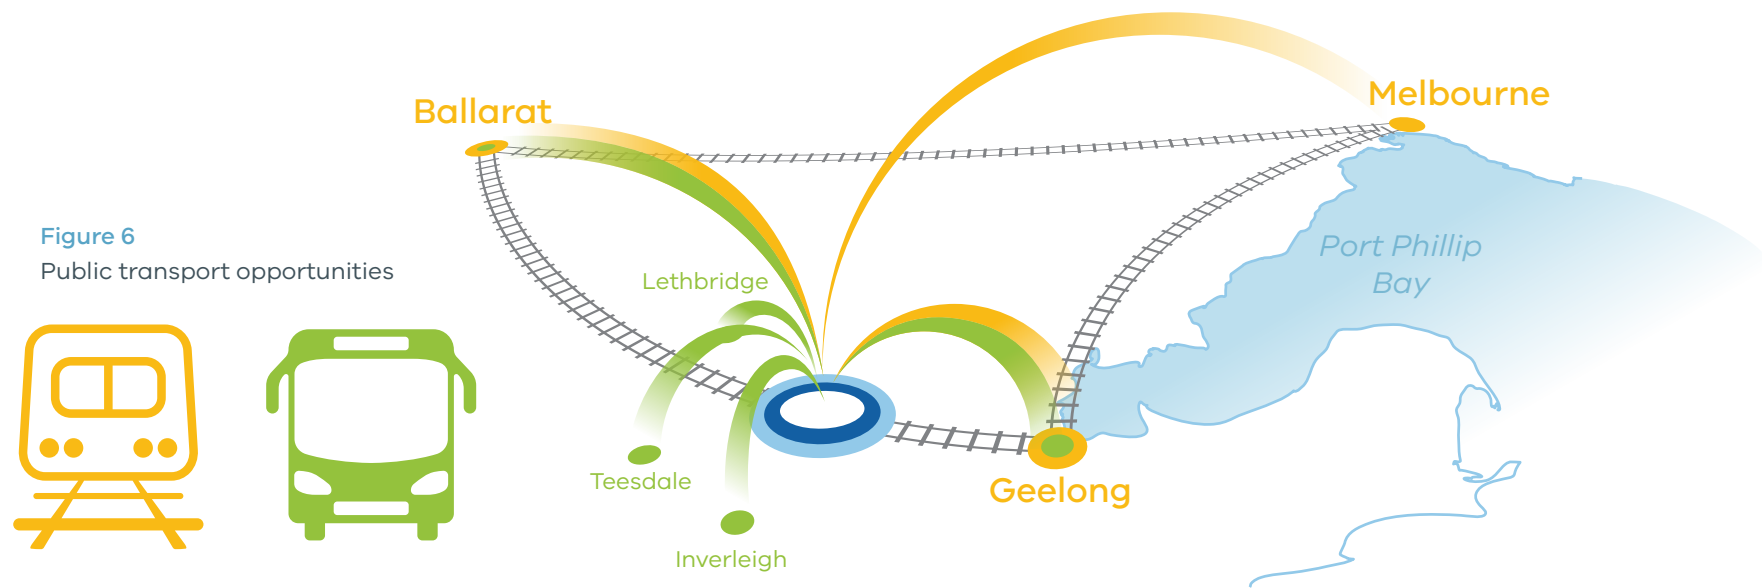 Ballarat
Melbourne
Figure 6
Public transport opportunities
Lethbridge
Port Phillip
Bay
Teesdale
Geelong
Inverleigh